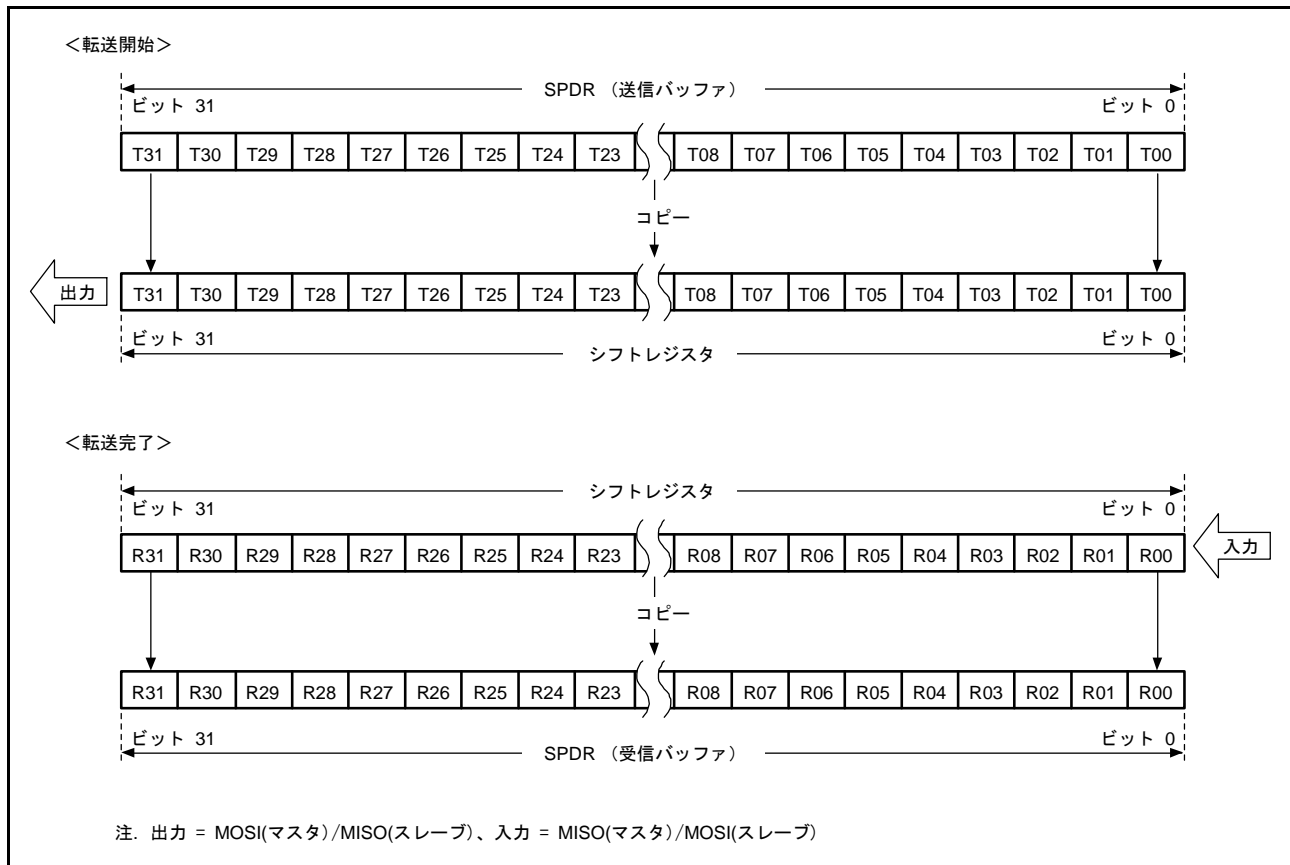 ＜転送開始＞
SPDR （送信バッファ）
ビット 31 ビット 0
T31 T30 T29 T28 T27 T26 T25 T24 T23 T08 T07 T06 T05 T04 T03 T02 T01 T00
コピー
出力 T31 T30 T29 T28 T27 T26 T25 T24 T23 T08 T07 T06 T05 T04 T03 T02 T01 T00
ビット 31 ビット 0
シフトレジスタ
＜転送完了＞
シフトレジスタ
ビット 31 ビット 0
R31 R30 R29 R28 R27 R26 R25 R24 R23 R08 R07 R06 R05 R04 R03 R02 R01 R00 入力
コピー
R31 R30 R29 R28 R27 R26 R25 R24 R23 R08 R07 R06 R05 R04 R03 R02 R01 R00
ビット 31 ビット 0
SPDR （受信バッファ）
注. 出力 = MOSI(マスタ)/MISO(スレーブ)、入力 = MISO(マスタ)/MOSI(スレーブ)